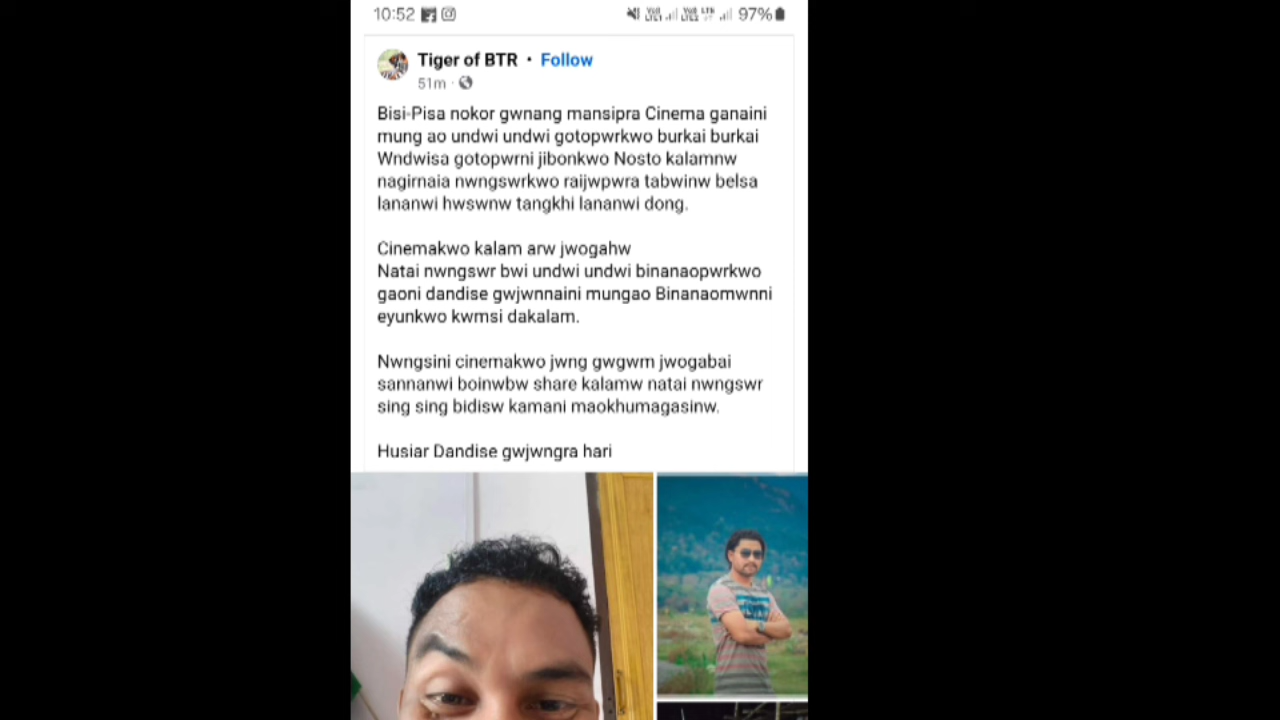 10:52 97%
Tiger of BTR · Follow
51m ·
Bisi-Pisa nokor gwnang mansipra Cinema ganaini
mung ao undwi undwi gotopwrkwo burkai burkai
Wndwisa gotopwrni jibonkwo Nosto kalamnw
nagirnaia nwngswrkwo raijwpwra tabwinw belsa
lananwi hwswnw tangkhi lananwi dong.
Cinemakwo kalam arw jwogahw
Natai nwngswr bwi undwi undwi binanaopwrkwo
gaoni dandise gwjwnnaini mungao Binanaomwnni
eyunkwo kwmsi dakalam.
Nwngsini cinemakwo jwng gwgwm jwogabai
sannanwi boinwbw share kalamw natai nwngswr
sing sing bidisw kamani maokhumagasinw.
Husiar Dandise gwjwngra hari